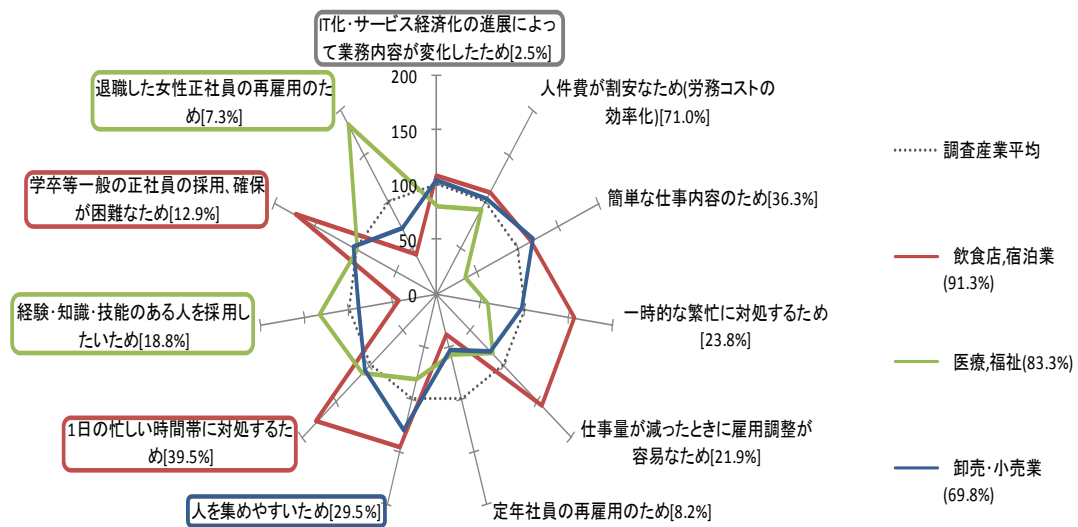 IT化・サービス経済化の進展によっ
て業務内容が変化したため[2.5%]
人件費が割安なため(労務コストの
効率化)[71.0%]
簡単な仕事内容のため[36.3%]
一時的な繁忙に対処するため
[23.8%]
仕事量が減ったときに雇用調整が
容易なため[21.9%]
定年社員の再雇用のため[8.2%]
人を集めやすいため[29.5%]
1日の忙しい時間帯に対処するた
め[39.5%]
経験・知識・技能のある人を採用し
たいため[18.8%]
学卒等一般の正社員の採用、確保
が困難なため[12.9%]
退職した女性正社員の再雇用のた
め[7.3%]
200
150
100
50
0
調査産業平均
飲食店,宿泊業
(91.3%)
医療,福祉(83.3%)
卸売・小売業
(69.8%)